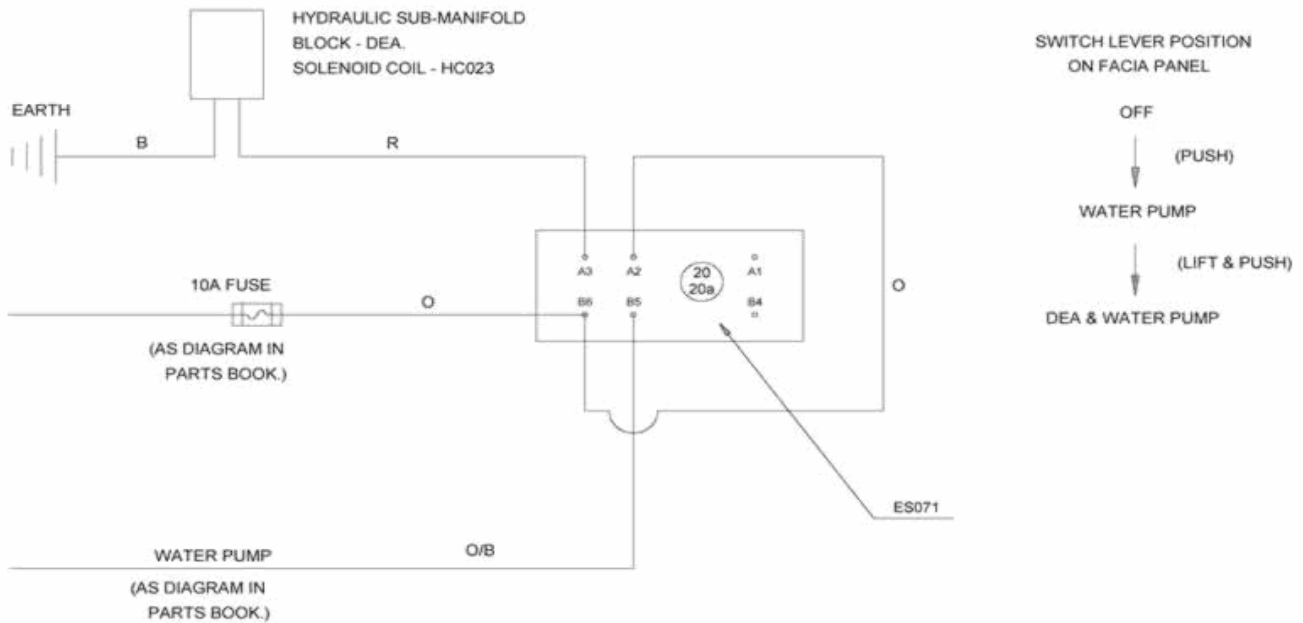 HYDRAULIC SUB-MANIFOLD
BLOCK - DEA.
SOLENOID COIL - HC023
SWITCH LEVER POSITION
ON FACIA PANEL
EARTH
OFF
B
R
(PUSH)
WATER PUMP
(LIFT & PUSH)
DEA & WATER PUMP
A3
A2
20
20a
A1
10A FUSE
O
O
B6
B5
B4
(AS DIAGRAM IN
PARTS BOOK.)
ES071
WATER PUMP
O/B
(AS DIAGRAM IN
PARTS BOOK.)